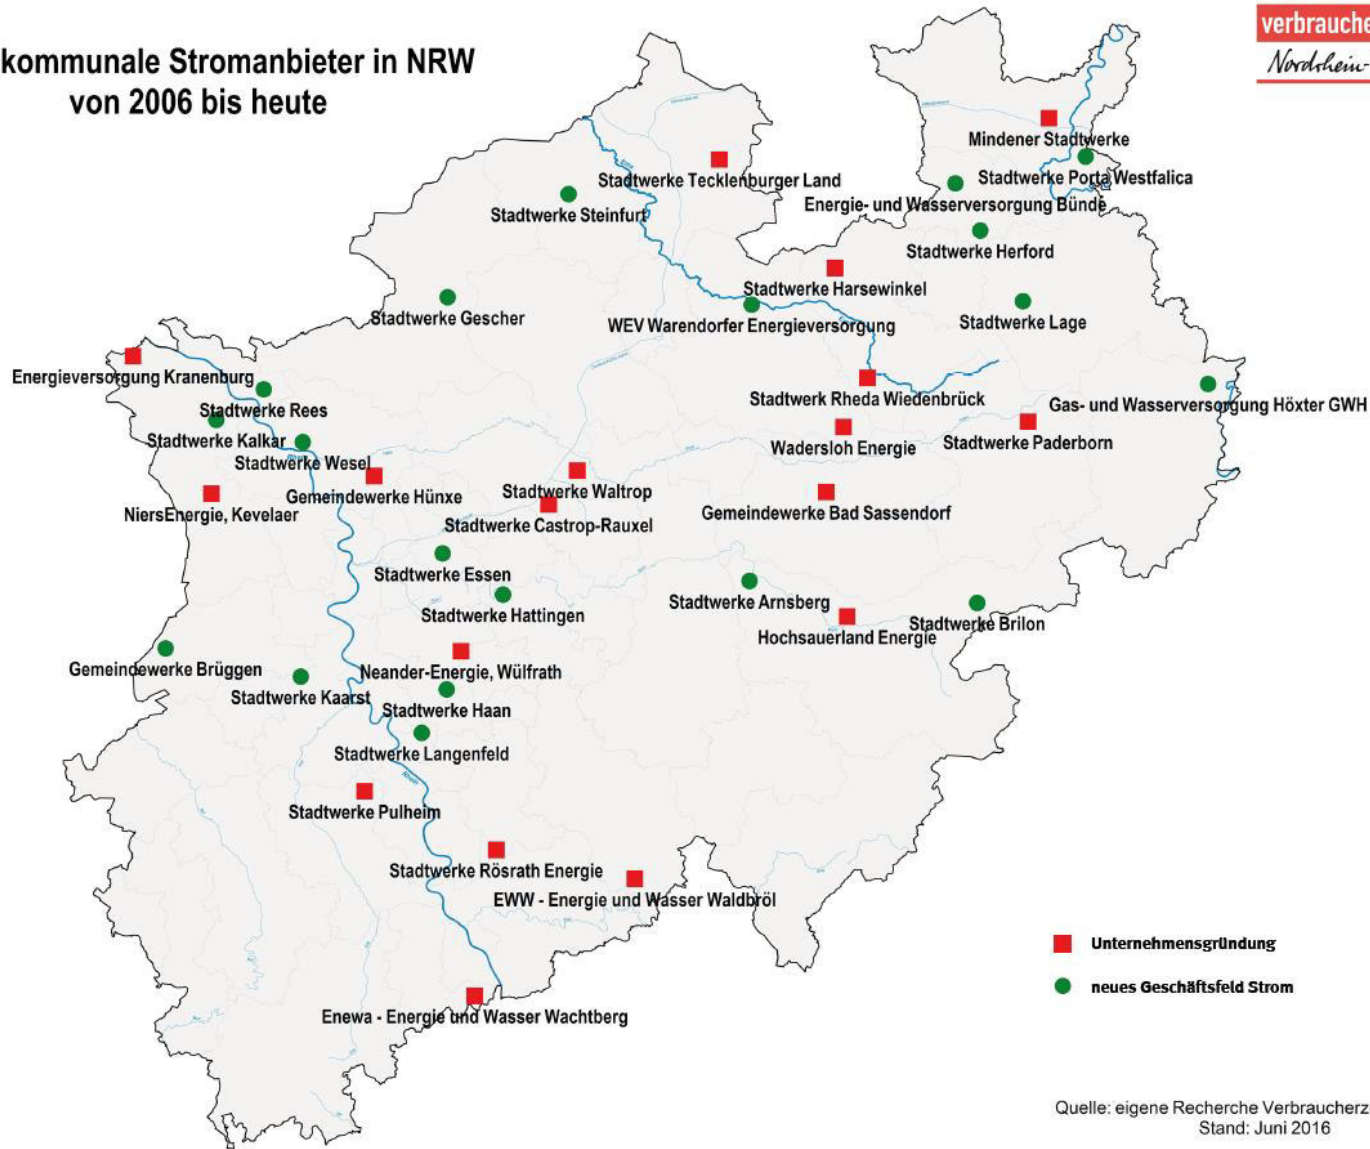 kommunale Stromanbieter in NRW
von 2006 bis heute
verbrauche
Nordrhein-
Mindener Stadtwerke
Stadtwerke Tecklenburger Land
Stadtwerke Porta Westfalica
Energie- und Wasserversorgung Bünde
Stadtwerke Steinfurt
Stadtwerke Herford
Stadtwerke Harsewinkel
Stadtwerke Gescher
WEV Warendorfer Energieversorgung
Stadtwerke Lage
Energieversorgung Kranenburg
Stadtwerke Rees
Stadtwerk Rheda Wiedenbrück
Gas- und Wasserversorgung Höxter GWH
Stadtwerke Kalkar
Wadersloh Energie
Stadtwerke Paderborn
Stadtwerke Wesel
Gemeindewerke Hünxe
Stadtwerke Waltrop
NiersEnergie, Kevelaer
Gemeindewerke Bad Sassendorf
Stadtwerke Castrop-Rauxel
Stadtwerke Essen
Stadtwerke Arnsberg
Stadtwerke Hattingen
Stadtwerke Brilon
Hochsauerland Energie
Gemeindewerke Brüggen
Neander-Energie, Wülfrath
Stadtwerke Kaarst
Stadtwerke Haan
Stadtwerke Langenfeld
Rhein
Stadtwerke Pulheim
Stadtwerke Rösrath Energie
EWW - Energie und Wasser Waldbröl
Unternehmensgründung
neues Geschäftsfeld Strom
Enewa - Energie und Wasser Wachtberg
Quelle: eigene Recherche Verbraucherz
Stand: Juni 2016